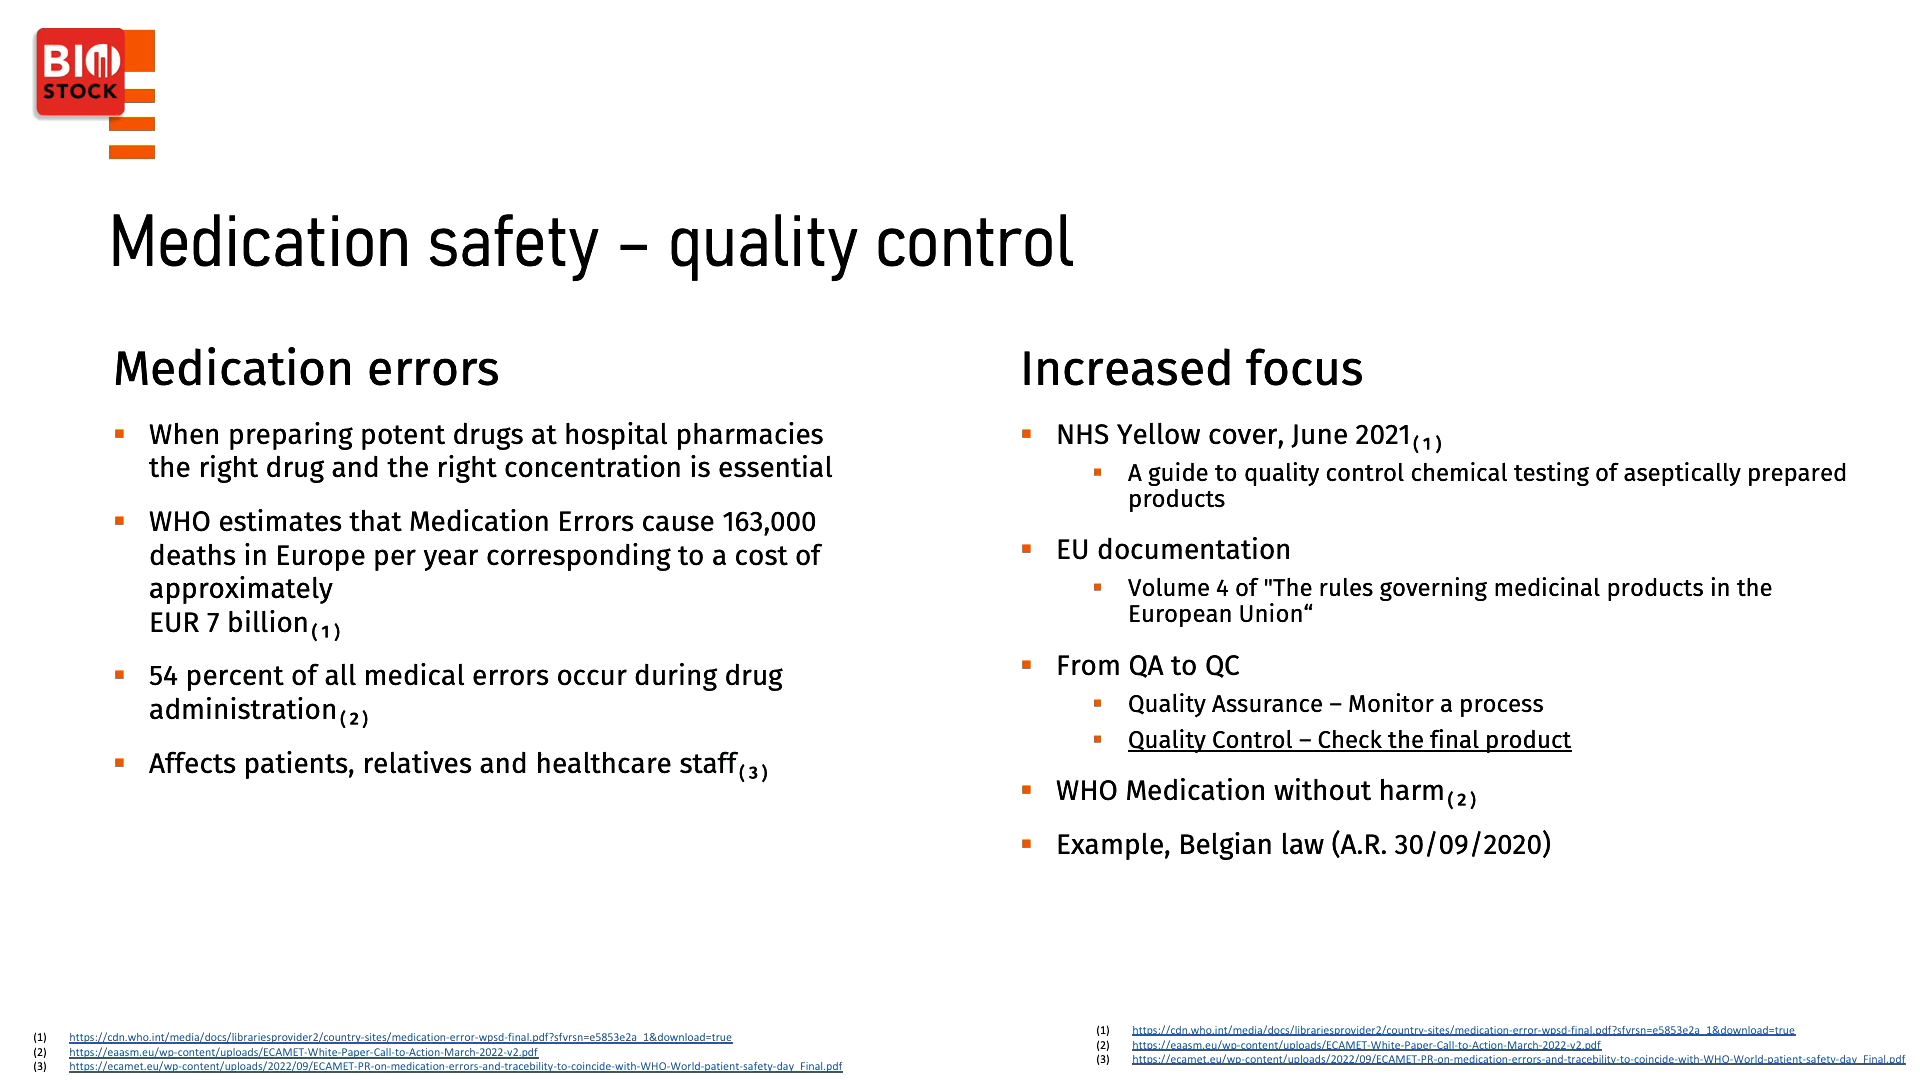 BIO
STOCK
Medication safety – quality control
Medication errors
▪ When preparing potent drugs at hospital pharmacies
the right drug and the right concentration is essential
▪ WHO estimates that Medication Errors cause 163,000
deaths in Europe per year corresponding to a cost of
approximately
EUR 7 billion(1)
▪ 54 percent of all medical errors occur during drug
administration(2)
▪ Affects patients, relatives and healthcare staff(3)
Increased focus
▪ NHS Yellow cover, June 2021(1)
▪ A guide to quality control chemical testing of aseptically prepared
products
▪ EU documentation
▪ Volume 4 of "The rules governing medicinal products in the
European Union“
▪ From QA to QC
▪ Quality Assurance – Monitor a process
▪ Quality Control – Check the final product
▪ WHO Medication without harm(2)
▪ Example, Belgian law (A.R. 30/09/2020)
(1) https://cdn.who.int/media/docs/librariesprovider2/country-sites/medication-error-wpsd-final.pdf?sfvrsn=e5853e2a_1&download=true
(2) https://eaasm.eu/wp-content/uploads/ECAMET-White-Paper-Call-to-Action-March-2022-v2.pdf
(3) https://ecamet.eu/wp-content/uploads/2022/09/ECAMET-PR-on-medication-errors-and-tracebility-to-coincide-with-WHO-World-patient-safety-day_Final.pdf
(1) https://cdn.who.int/media/docs/librariesprovider2/country-sites/medication-error-wpsd-final.pdf?sfvrsn=e5853e2a_1&download=true
(2) https://eaasm.eu/wp-content/uploads/ECAMET-White-Paper-Call-to-Action-March-2022-v2.pdf
(3) https://ecamet.eu/wp-content/uploads/2022/09/ECAMET-PR-on-medication-errors-and-tracebility-to-coincide-with-WHO-World-patient-safety-day_Final.pdf